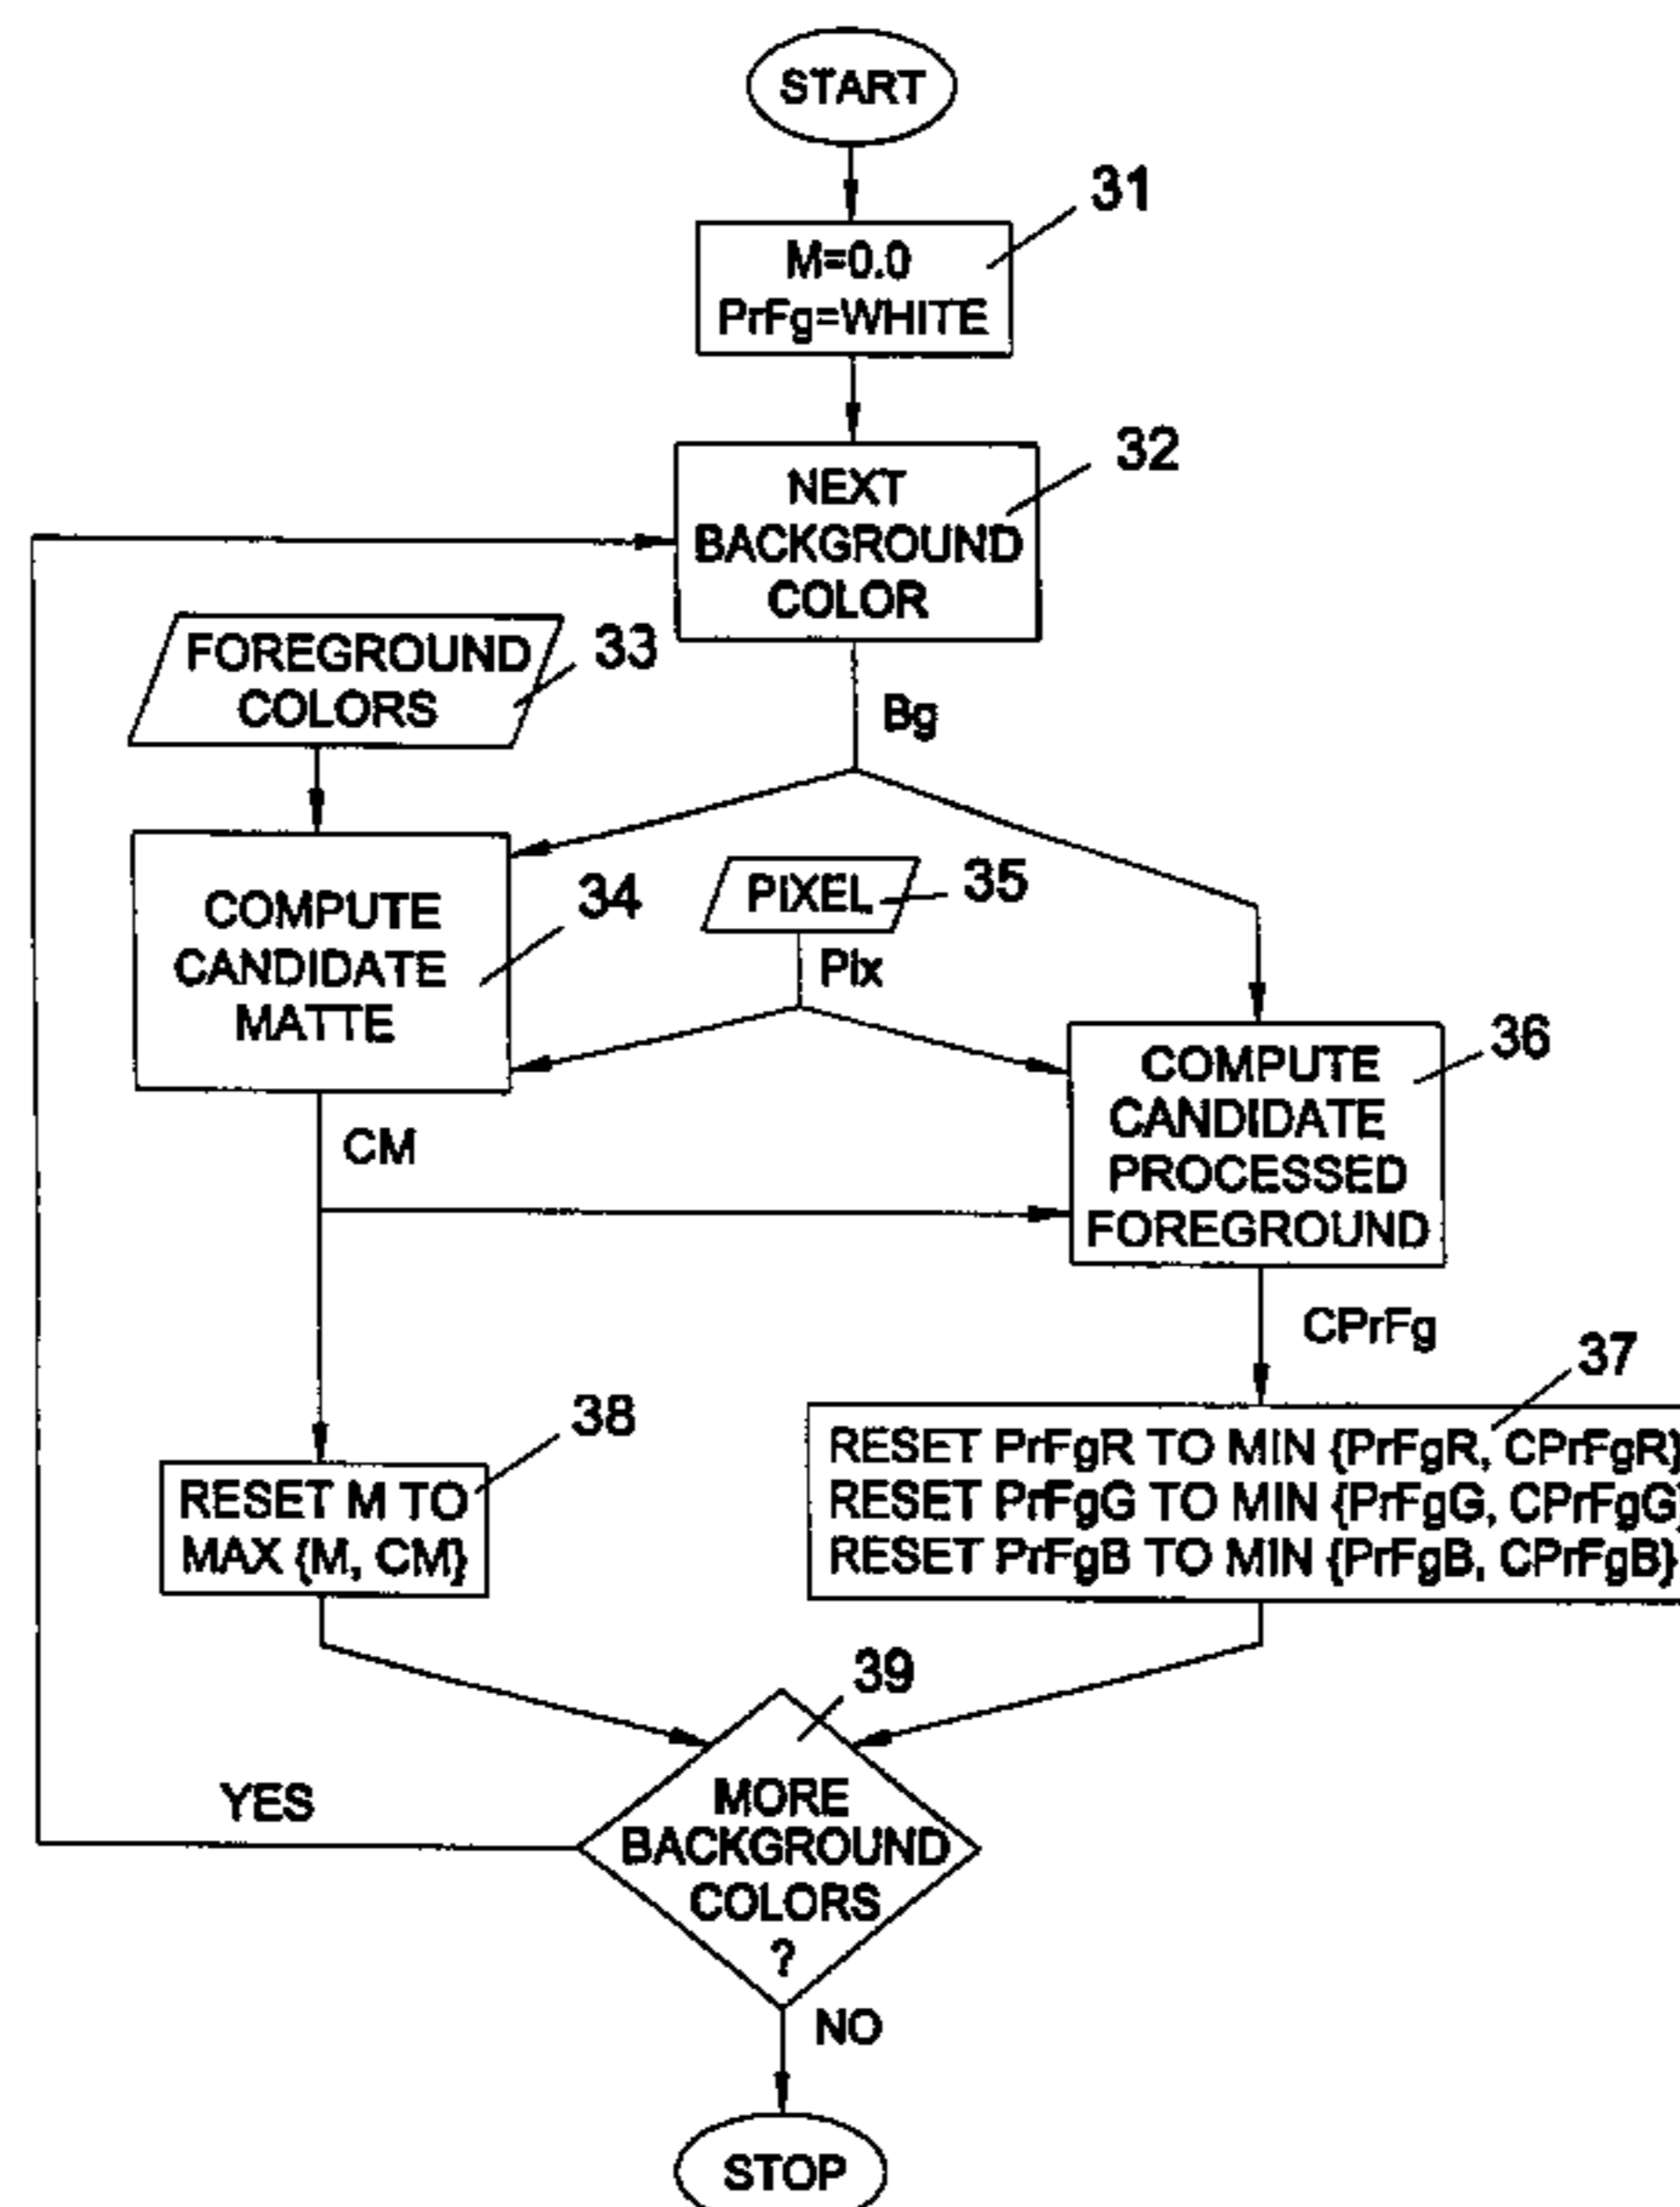 START
31
M=0.0
PrFg=WHITE
32
NEXT
BACKGROUND
COLOR
FOREGROUND
COLORS
33
Bg
COMPUTE
CANDIDATE
MATTE
34
PIXEL
35
Pix
COMPUTE
CANDIDATE
PROCESSED
FOREGROUND
36
CM
CPrFg
37
38
RESET M TO
MAX {M, CM}
RESET PrFgR TO MIN {PrFgR, CPrFgR}
RESET PrFgG TO MIN {PrFgG, CPrFgG}
RESET PrFgB TO MIN {PrFgB, CPrFgB}
39
YES
MORE
BACKGROUND
COLORS
?
NO
STOP